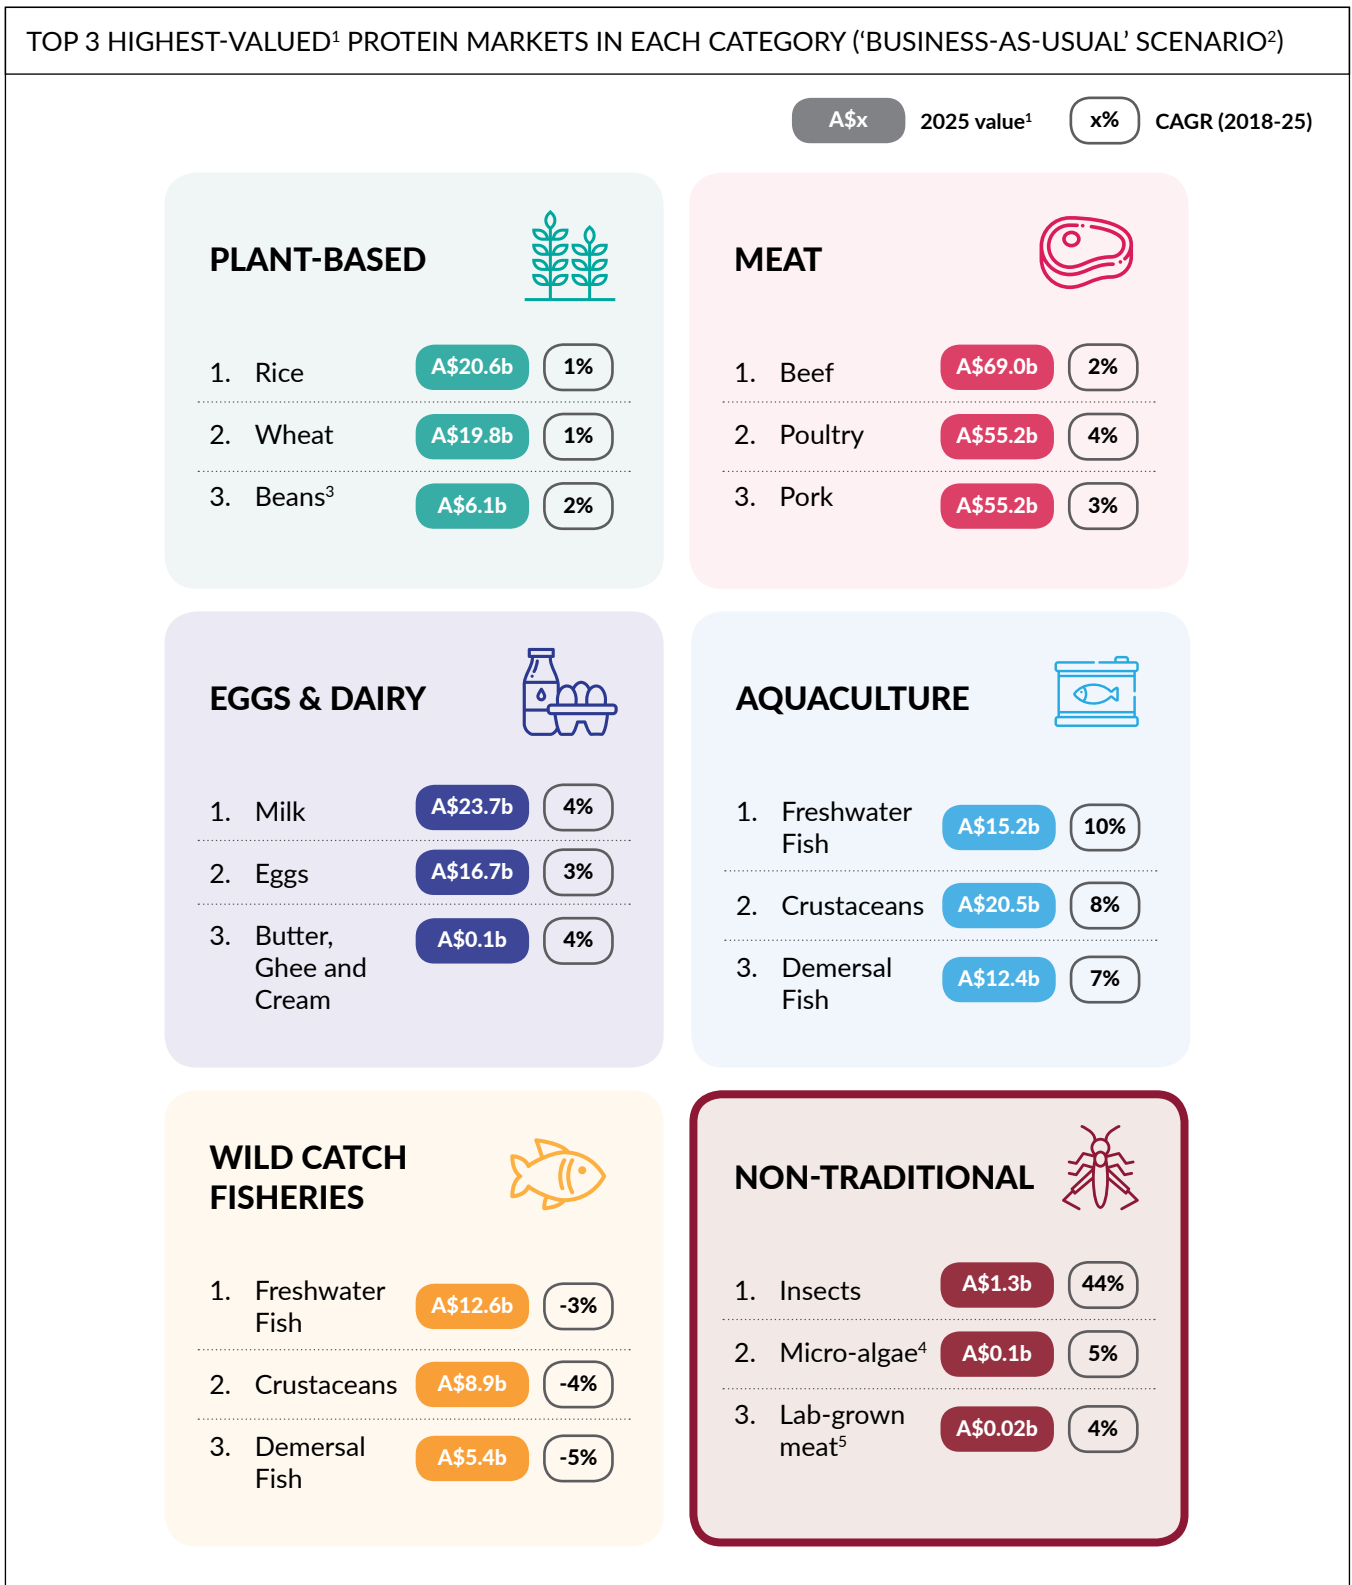 TOP 3 HIGHEST-VALUED¹ PROTEIN MARKETS IN EACH CATEGORY (‘BUSINESS-AS-USUAL’ SCENARIO²)
A$x 2025 value¹ x% CAGR (2018-25)
PLANT-BASED
1. Rice A$20.6b 1%
2. Wheat A$19.8b 1%
3. Beans³ A$6.1b 2%
MEAT
1. Beef A$69.0b 2%
2. Poultry A$55.2b 4%
3. Pork A$55.2b 3%
EGGS & DAIRY
1. Milk A$23.7b 4%
2. Eggs A$16.7b 3%
3. Butter, A$0.1b 4%
Ghee and
Cream
AQUACULTURE
1. Freshwater
Fish A$15.2b 10%
2. Crustaceans A$20.5b 8%
3. Demersal
Fish A$12.4b 7%
WILD CATCH
FISHERIES
1. Freshwater
Fish A$12.6b -3%
2. Crustaceans A$8.9b -4%
3. Demersal
Fish A$5.4b -5%
NON-TRADITIONAL
1. Insects A$1.3b 44%
2. Micro-algae⁴ A$0.1b 5%
3. Lab-grown
meat⁵ A$0.02b 4%